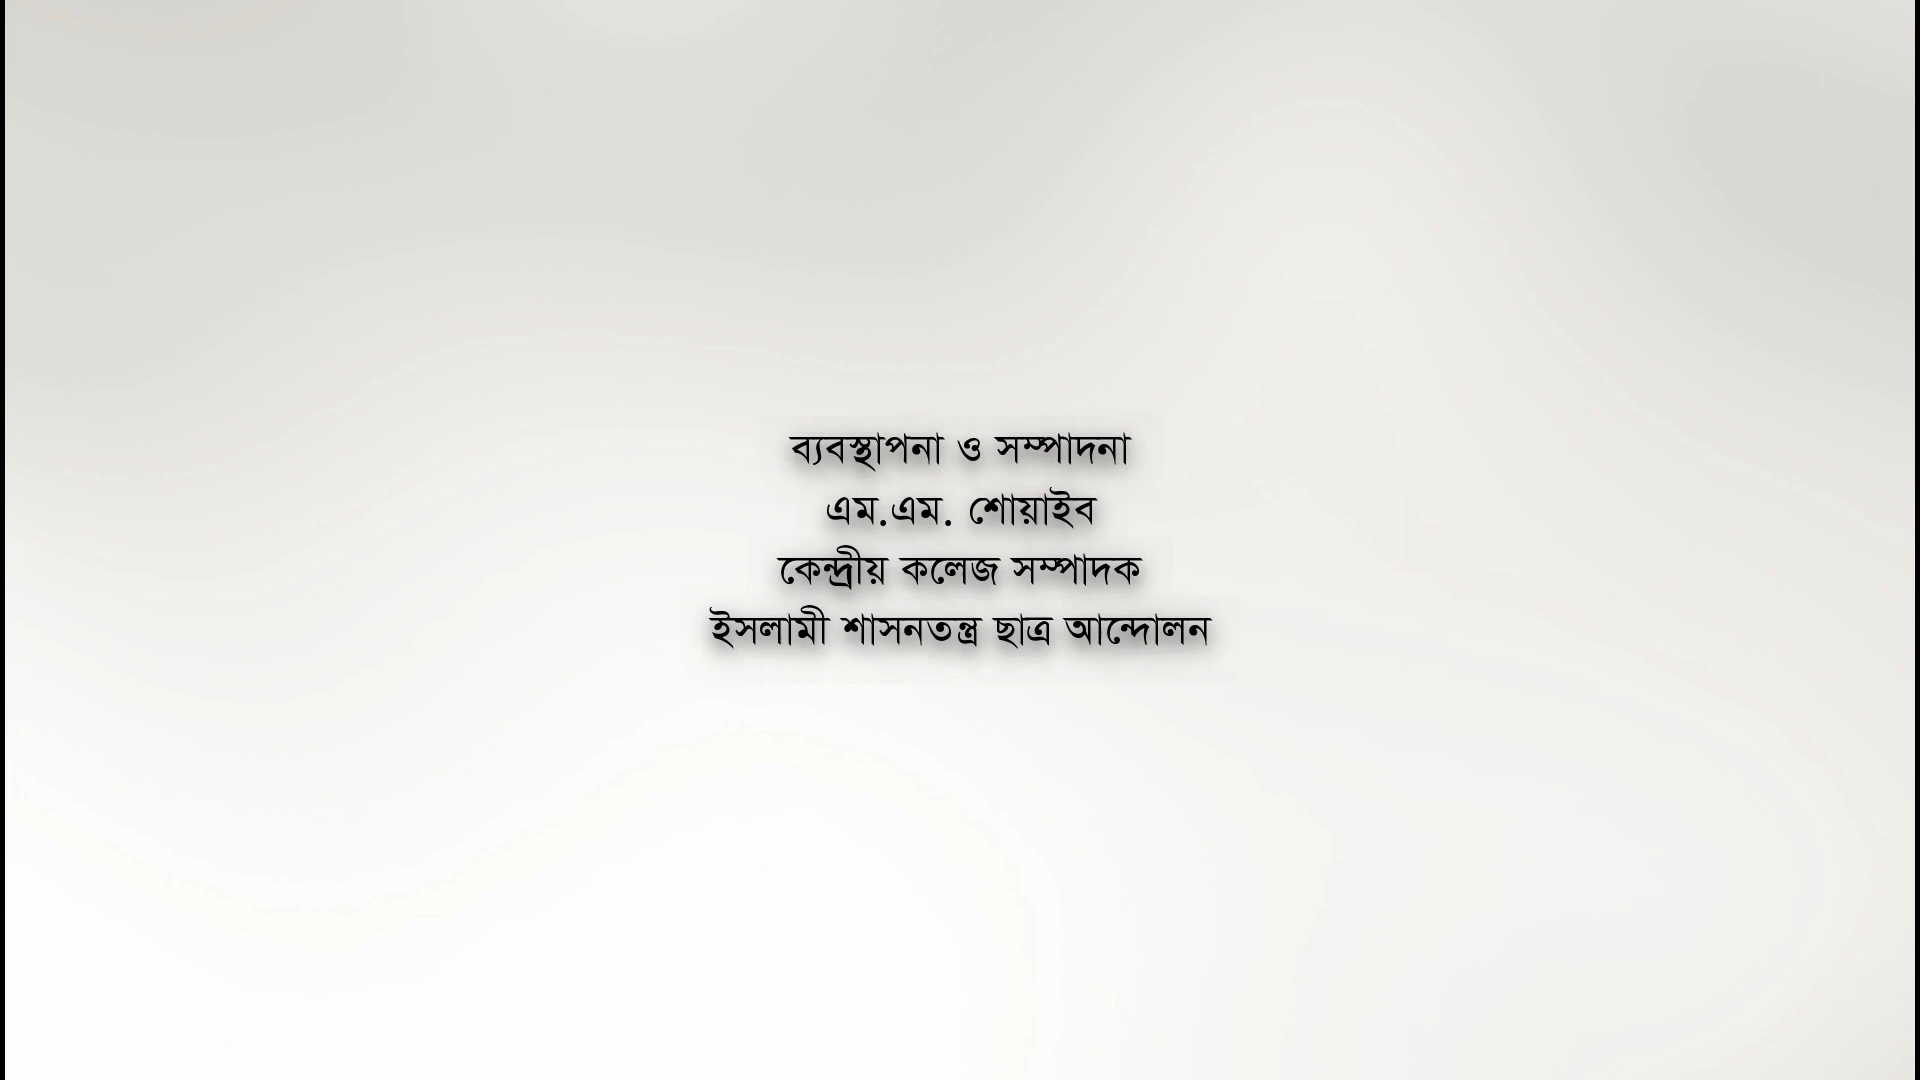 ব্যবস্থাপনা ও সম্পাদনা
এম.এম. শোয়াইব
কেন্দ্রীয় কলেজ সম্পাদক
ইসলামী শাসনতন্ত্র ছাত্র আন্দোলন